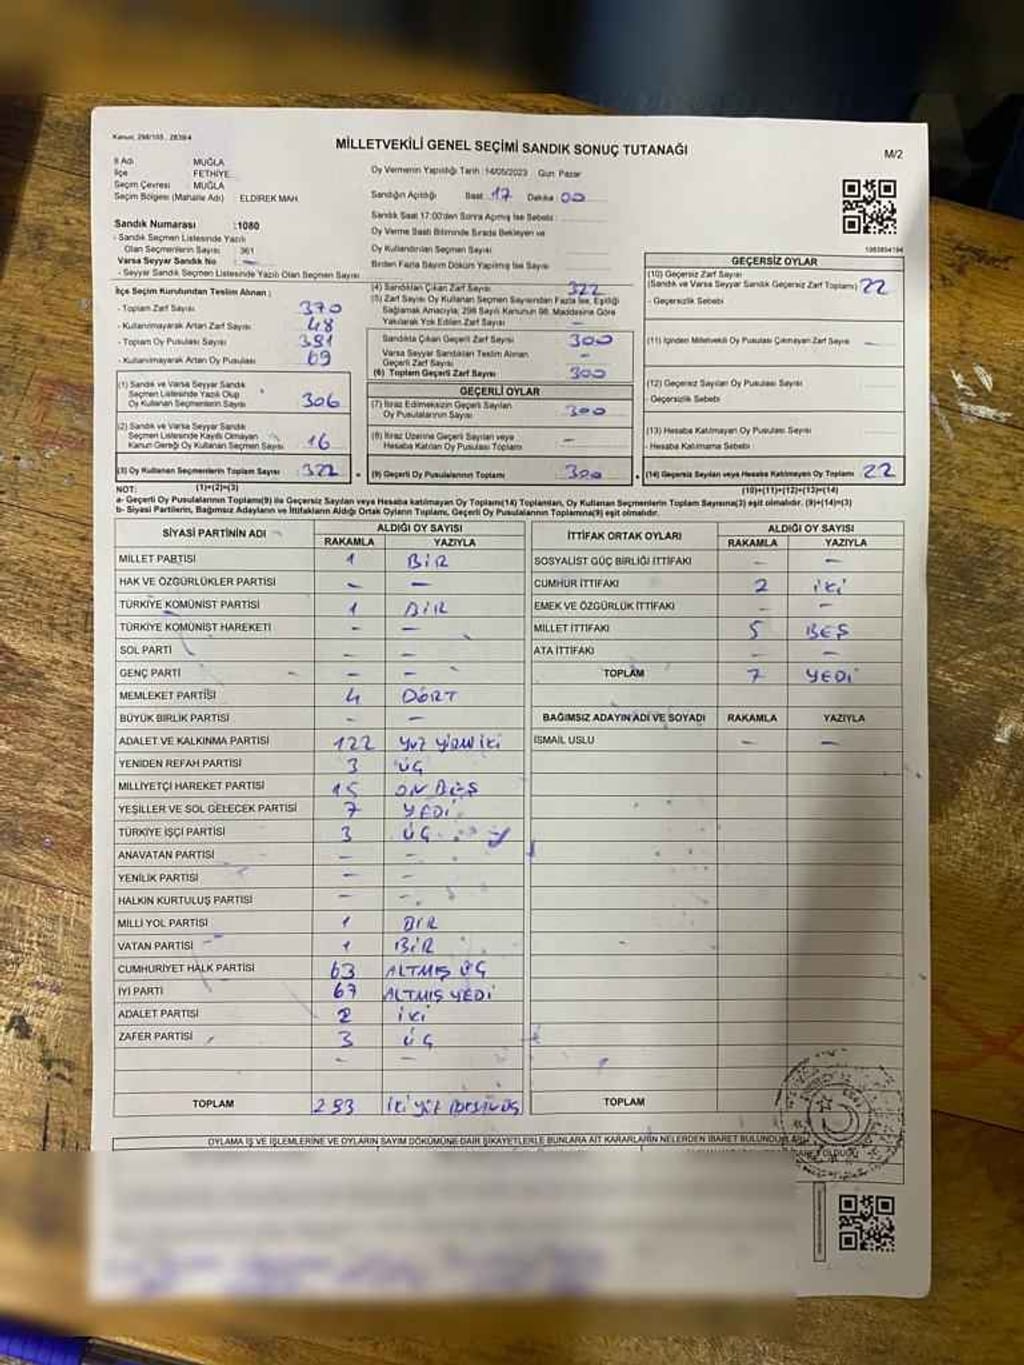 Kanun: 298/105, 2839/4
MİLLETVEKİLİ GENEL SEÇİMİ SANDIK SONUÇ TUTANAĞI
M/2
İl Adı MUĞLA
İlçe FETHİYE
Seçim Çevresi MUĞLA
Seçim Bölgesi (Mahalle Adı) ELDİREK MAH.
Sandık Numarası :1080
- Sandık Seçmen Listesinde Yazılı
Olan Seçmenlerin Sayısı 361
Varsa Seyyar Sandık No : —
- Seyyar Sandık Seçmen Listesinde Yazılı Olan Seçmen Sayısı
Oy Vermenin Yapıldığı Tarih :14/05/2023 Gün: Pazar
Sandığın Açıldığı Saat: 17 Dakika: 00
Sandık Saat 17:00'den Sonra Açılmış İse Sebebi
Oy Verme Saati Bitiminde Sırada Bekleyen ve
Oy Kullandırılan Seçmen Sayısı
Birden Fazla Sayım Döküm Yapılmış İse Sayısı
İlçe Seçim Kurulundan Teslim Alınan ;
- Toplam Zarf Sayısı 370
- Kullanılmayarak Artan Zarf Sayısı 48
- Toplam Oy Pusulası Sayısı 391
- Kullanılmayarak Artan Oy Pusulası 69
(1) Sandık ve Varsa Seyyar Sandık
Seçmen Listesinde Yazılı Olup
Oy Kullanan Seçmenlerin Sayısı 306
(2) Sandık ve Varsa Seyyar Sandık
Seçmen Listesinde Kayıtlı Olmayan
Kanun Gereği Oy Kullanan Seçmen Sayısı 16
(3) Oy Kullanan Seçmenlerin Toplam Sayısı 322
(1)+(2)=(3)
(4) Sandıktan Çıkan Zarf Sayısı 322
(5) Zarf Sayısı Oy Kullanan Seçmen Sayısından Fazla İse, Eşitliği
Sağlamak Amacıyla; 298 Sayılı Kanunun 98. Maddesine Göre
Yakılarak Yok Edilen Zarf Sayısı —
Sandıkta Çıkan Geçerli Zarf Sayısı 300
Varsa Seyyar Sandıktan Teslim Alınan
Geçerli Zarf Sayısı —
(6) Toplam Geçerli Zarf Sayısı 300
GEÇERLİ OYLAR
(7) İtiraz Edilmeksizin Geçerli Sayılan
Oy Pusulalarının Sayısı 300
(8) İtiraz Üzerine Geçerli Sayılan veya
Hesaba Katılan Oy Pusulası Toplamı —
(9) Geçerli Oy Pusulalarının Toplamı 300
1063854194
GEÇERSİZ OYLAR
(10) Geçersiz Zarf Sayısı
(Sandık ve Varsa Seyyar Sandık Geçersiz Zarf Toplamı) 22
- Geçersizlik Sebebi
(11) İçinden Milletvekili Oy Pusulası Çıkmayan Zarf Sayısı
(12) Geçersiz Sayılan Oy Pusulası Sayısı
- Geçersizlik Sebebi
(13) Hesaba Katılmayan Oy Pusulası Sayısı
- Hesaba Katılmama Sebebi
(14) Geçersiz Sayılan veya Hesaba Katılmayan Oy Toplamı 22
(10)+(11)+(12)+(13)=(14)
NOT:
a- Geçerli Oy Pusulalarının Toplamı(9) ile Geçersiz Sayılan veya Hesaba katılmayan Oy Toplamı(14) Toplamları, Oy Kullanan Seçmenlerin Toplam Sayısına(3) eşit olmalıdır. (9)+(14)=(3)
b- Siyasi Partilerin, Bağımsız Adayların ve İttifakların Aldığı Ortak Oyların Toplamı, Geçerli Oy Pusulalarının Toplamına(9) eşit olmalıdır.
SİYASİ PARTİNİN ADI ALDIĞI OY SAYISI
RAKAMLA YAZIYLA
MİLLET PARTİSİ 1 BİR
HAK VE ÖZGÜRLÜKLER PARTİSİ — —
TÜRKİYE KOMÜNİST PARTİSİ 1 BİR
TÜRKİYE KOMÜNİST HAREKETİ — —
SOL PARTİ — —
GENÇ PARTİ — —
MEMLEKET PARTİSİ 4 DÖRT
BÜYÜK BİRLİK PARTİSİ — —
ADALET VE KALKINMA PARTİSİ 122 yüz yirmi iki
YENİDEN REFAH PARTİSİ 3 ÜÇ
MİLLİYETÇİ HAREKET PARTİSİ 15 ON BEŞ
YEŞİLLER VE SOL GELECEK PARTİSİ 7 YEDİ
TÜRKİYE İŞÇİ PARTİSİ 3 ÜÇ
ANAVATAN PARTİSİ — —
YENİLİK PARTİSİ — —
HALKIN KURTULUŞ PARTİSİ — —
MİLLİ YOL PARTİSİ 1 BİR
VATAN PARTİSİ 1 BİR
CUMHURİYET HALK PARTİSİ 63 ALTMIŞ ÜÇ
İYİ PARTİ 67 ALTMIŞ YEDİ
ADALET PARTİSİ 2 iki
ZAFER PARTİSİ 3 ÜÇ
— —
TOPLAM 293 iki yüz
İTTİFAK ORTAK OYLARI ALDIĞI OY SAYISI
RAKAMLA YAZIYLA
SOSYALİST GÜÇ BİRLİĞİ İTTİFAKI — —
CUMHUR İTTİFAKI 2 iki
EMEK VE ÖZGÜRLÜK İTTİFAKI — —
MİLLET İTTİFAKI 5 BEŞ
ATA İTTİFAKI — —
TOPLAM 7 YEDİ
BAĞIMSIZ ADAYIN ADI VE SOYADI RAKAMLA YAZIYLA
İSMAİL USLU — —
TOPLAM
OYLAMA İŞ VE İŞLEMLERİNE VE OYLARIN SAYIM DÖKÜMÜNE DAİR ŞİKAYETLERLE BUNLARA AİT KARARLARIN NELERDEN İBARET BULUNDUĞU